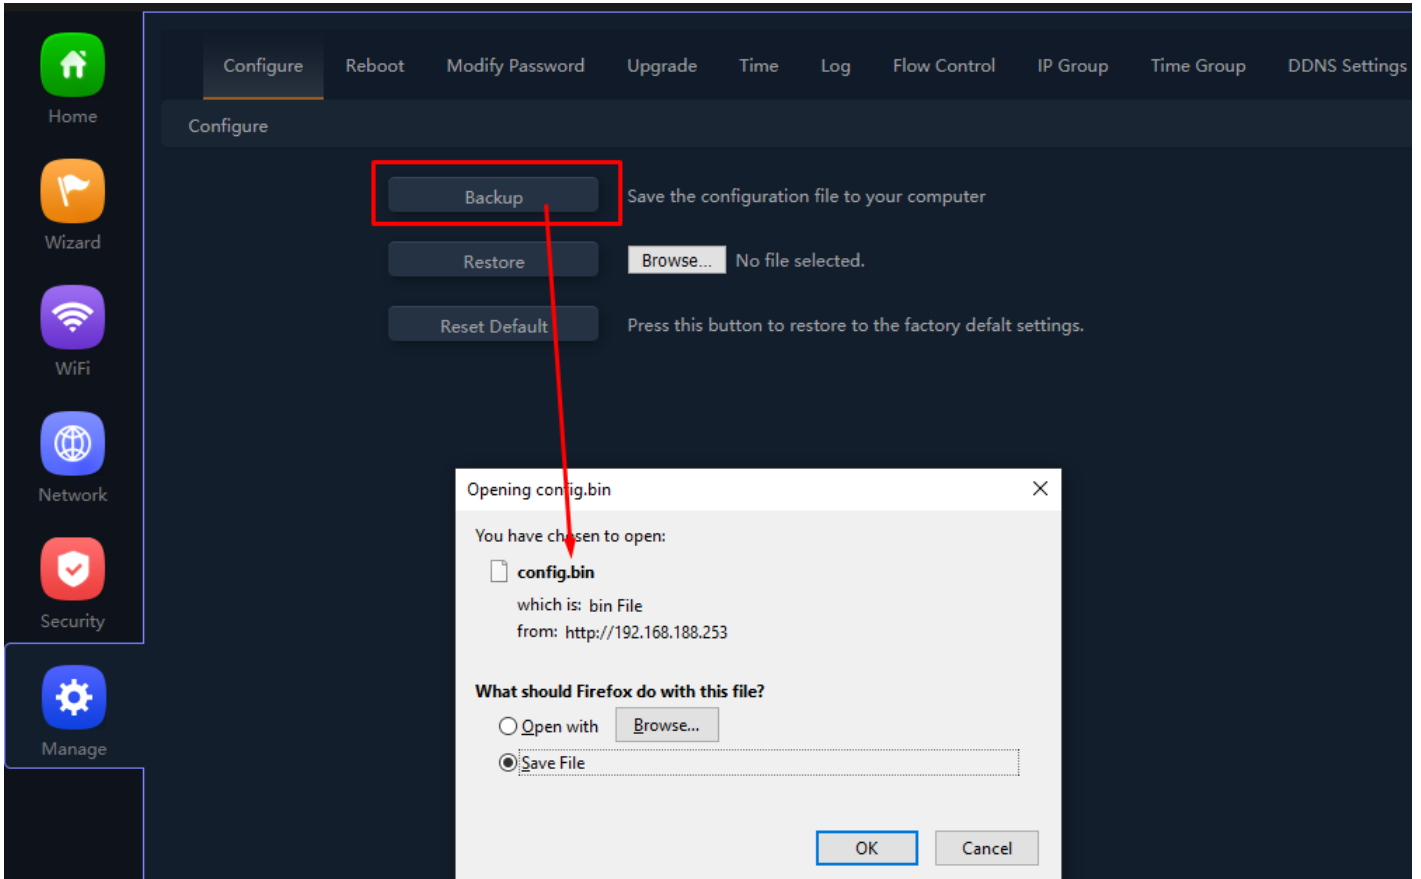 Configure Reboot Modify Password Upgrade Time Log Flow Control IP Group Time Group DDNS Settings
Home
Configure
Backup Save the configuration file to your computer
Wizard
Restore Browse... No file selected.
Reset Default Press this button to restore to the factory defalt settings.
WiFi
Network
Security
Manage
Opening config.bin
You have chosen to open:
config.bin
which is: bin File
from: http://192.168.188.253
What should Firefox do with this file?
Open with Browse...
Save File
OK Cancel